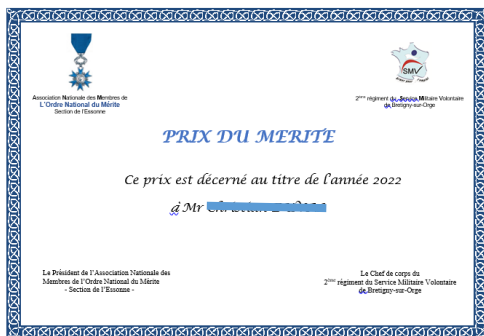 SMV
Association Nationale des Membres de
L'Ordre National du Mérite
Section de l'Essonne
2ème régiment du Service Militaire Volontaire
de Bretigny-sur-Orge
PRIX DU MERITE
Ce prix est décerné au titre de l'année 2022
à Mr
Le Président de l'Association Nationale des
Membres de l'Ordre National du Mérite
- Section de l'Essonne -
Le Chef de corps du
2ème régiment du Service Militaire Volontaire
de Bretigny-sur-Orge